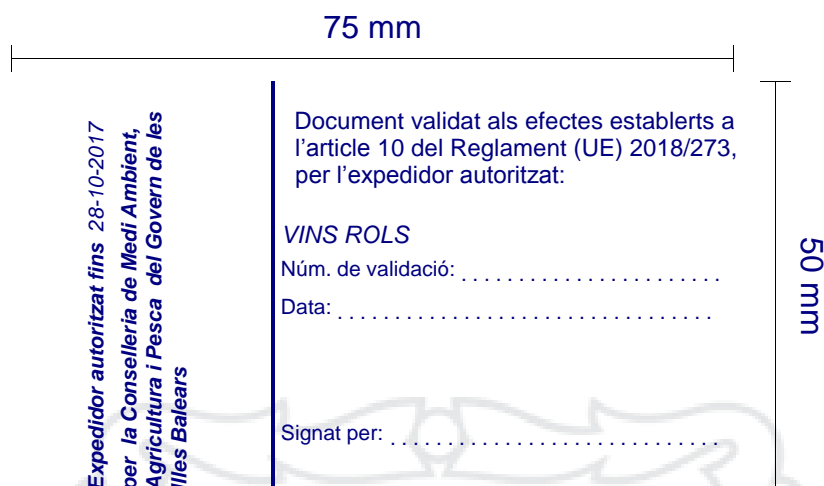 75 mm
Expedidor autoritzat fins 28-10-2017
per la Conselleria de Medi Ambient,
Agricultura i Pesca del Govern de les
Illes Balears
Document validat als efectes establerts a
l’article 10 del Reglament (UE) 2018/273,
per l’expedidor autoritzat:
VINS ROLS
Núm. de validació: . . . . . . . . . . . . . . . . . . . . . . .
Data: . . . . . . . . . . . . . . . . . . . . . . . . . . . . . . . . .
Signat per: . . . . . . . . . . . . . . . . . . . . . . . . . . . . .
50 mm